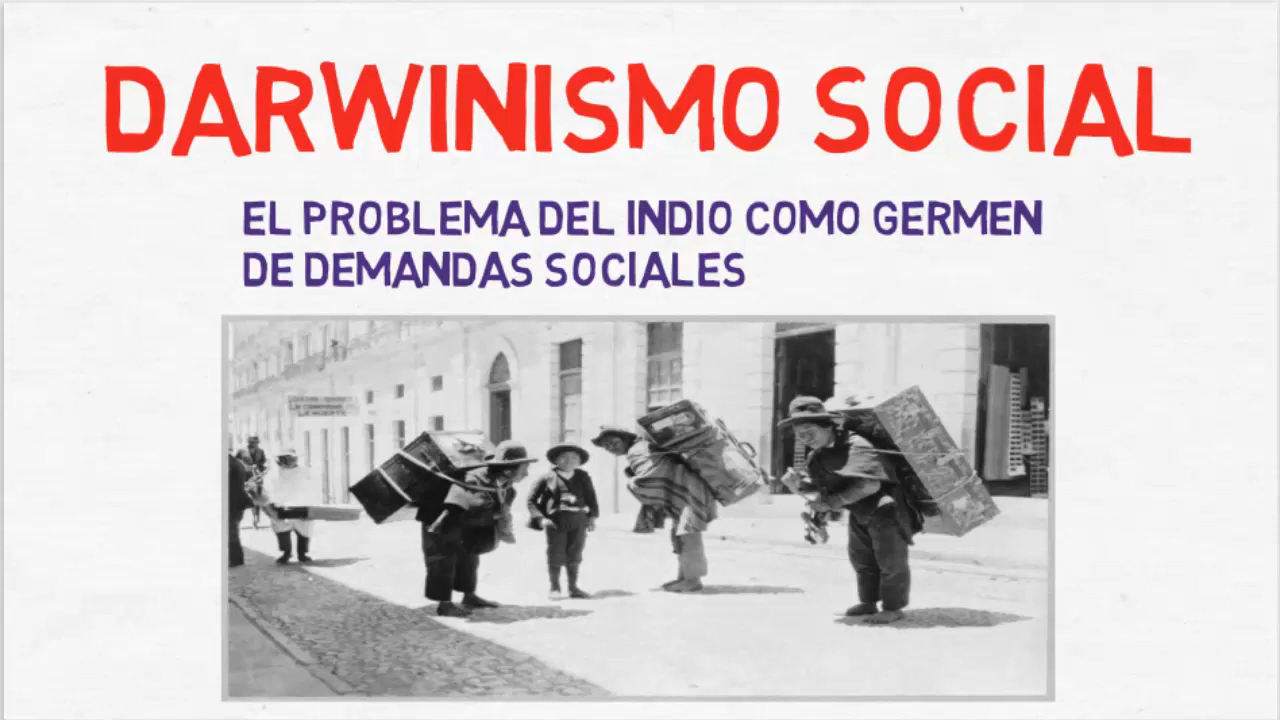 DARWINISMO SOCIAL
EL PROBLEMA DEL INDIO COMO GERMEN
DE DEMANDAS SOCIALES